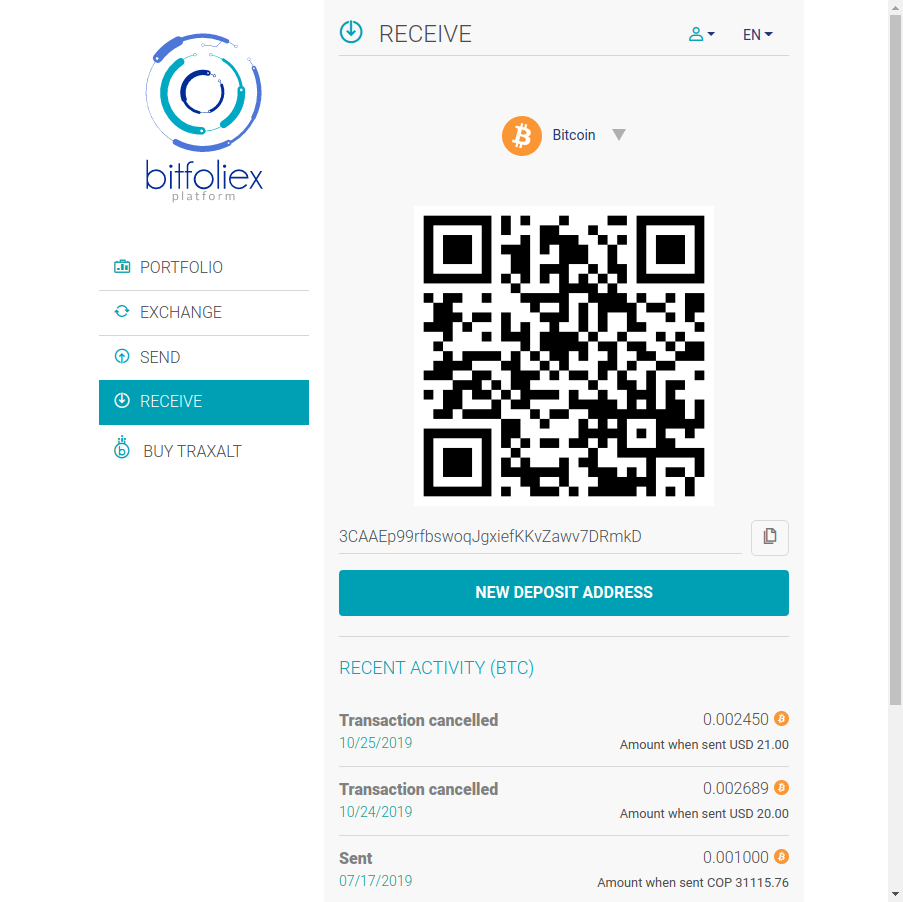 bitfoliex
platform
PORTFOLIO
EXCHANGE
SEND
RECEIVE
BUY TRAXALT
RECEIVE
EN
Bitcoin
3CAAEp99rfbswoqJgxiefKKvZawv7DRmkD
NEW DEPOSIT ADDRESS
RECENT ACTIVITY (BTC)
Transaction cancelled 0.002450
10/25/2019 Amount when sent USD 21.00
Transaction cancelled 0.002689
10/24/2019 Amount when sent USD 20.00
Sent 0.001000
07/17/2019 Amount when sent COP 31115.76